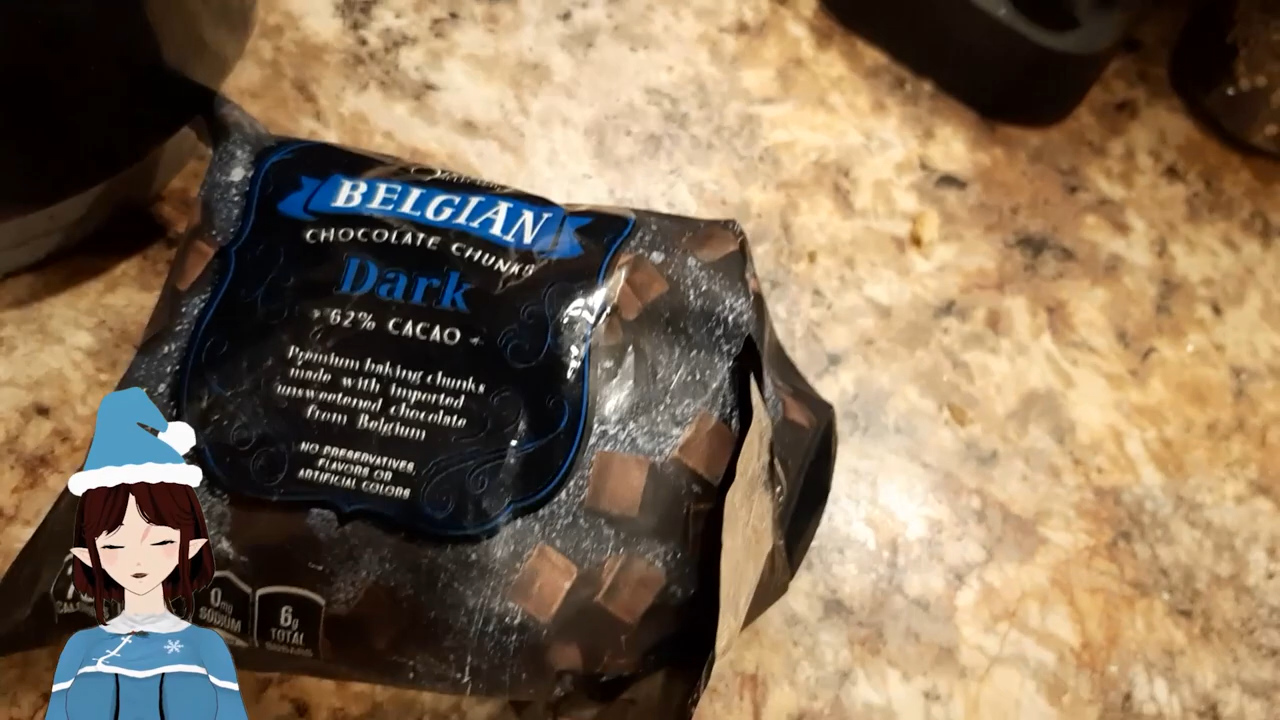 BELGIAN
CHOCOLATE CHUNKS
Dark
62% CACAO
Premium baking chunks
made with imported
unsweetened chocolate
from Belgium
NO PRESERVATIVES,
FLAVORS OR
ARTIFICIAL COLORS
0mg
SODIUM
6g
TOTAL
SUGARS